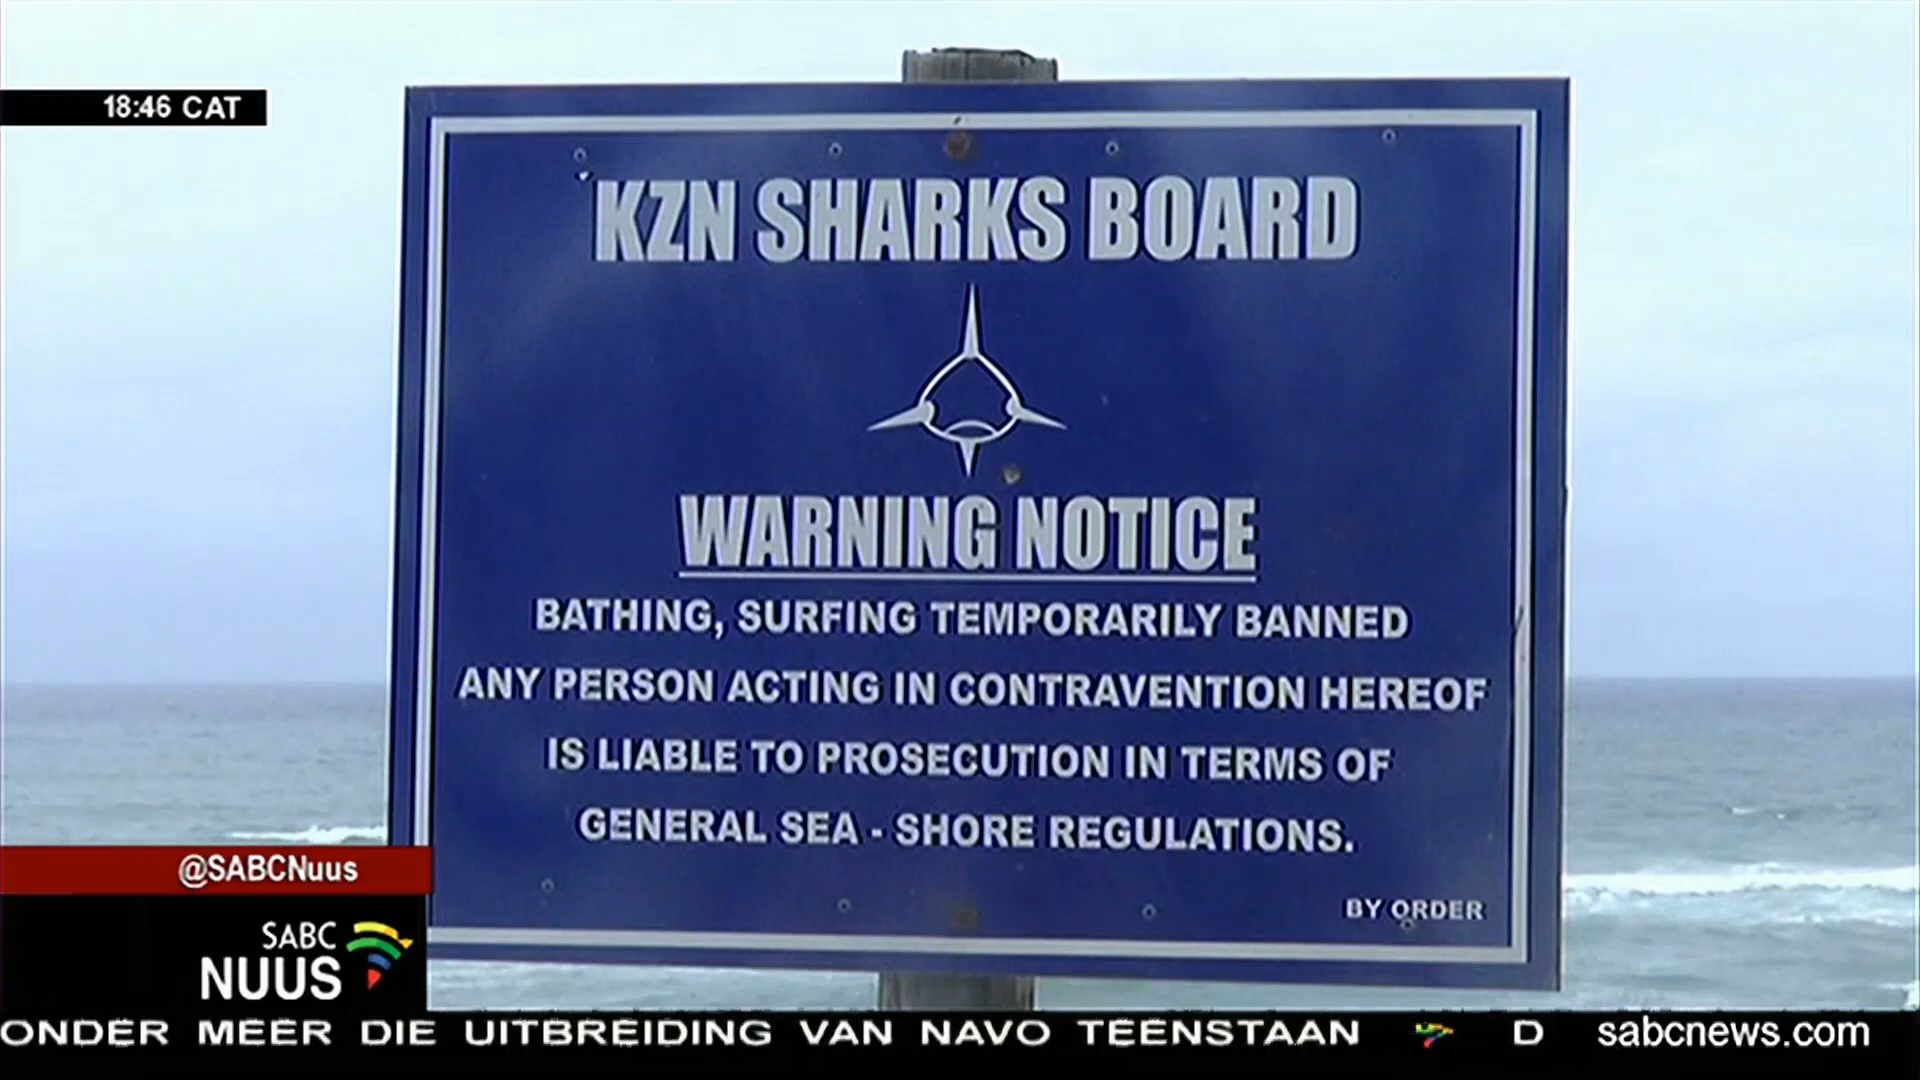 18:46 CAT
KZN SHARKS BOARD
WARNING NOTICE
BATHING, SURFING TEMPORARILY BANNED
ANY PERSON ACTING IN CONTRAVENTION HEREOF
IS LIABLE TO PROSECUTION IN TERMS OF
GENERAL SEA - SHORE REGULATIONS.
BY ORDER
@SABCNuus
SABC
NUUS
ONDER MEER DIE UITBREIDING VAN NAVO TEENSTAAN D
sabcnews.com